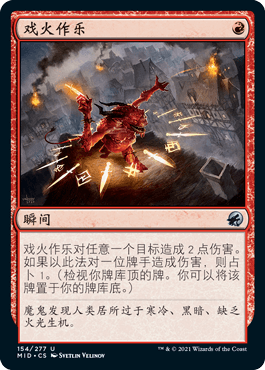 戏火作乐
瞬间
戏火作乐对任意一个目标造成2点伤害。
如果以此法对一位牌手造成伤害,则占
卜1。(检视你牌库顶的牌。你可以将该
牌置于你的牌库底。)
魔鬼发现人类居所过于寒冷、黑暗、缺乏
火光生机。
154/277 U
MID • CS SVETLIN VELINOV
™ & © 2021 Wizards of the Coast